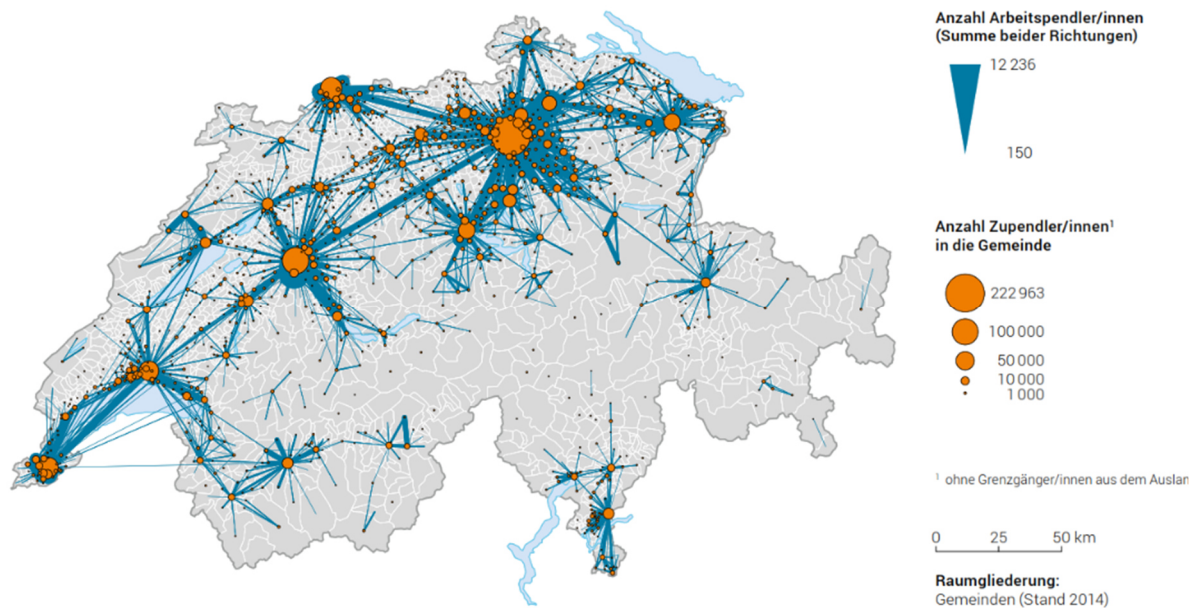 Anzahl Arbeitspendler/innen
(Summe beider Richtungen)
12 236
150
Anzahl Zupendler/innen¹
in die Gemeinde
222 963
100 000
50 000
10 000
1 000
¹ ohne Grenzgänger/innen aus dem Auslan
0 25 50 km
Raumgliederung:
Gemeinden (Stand 2014)